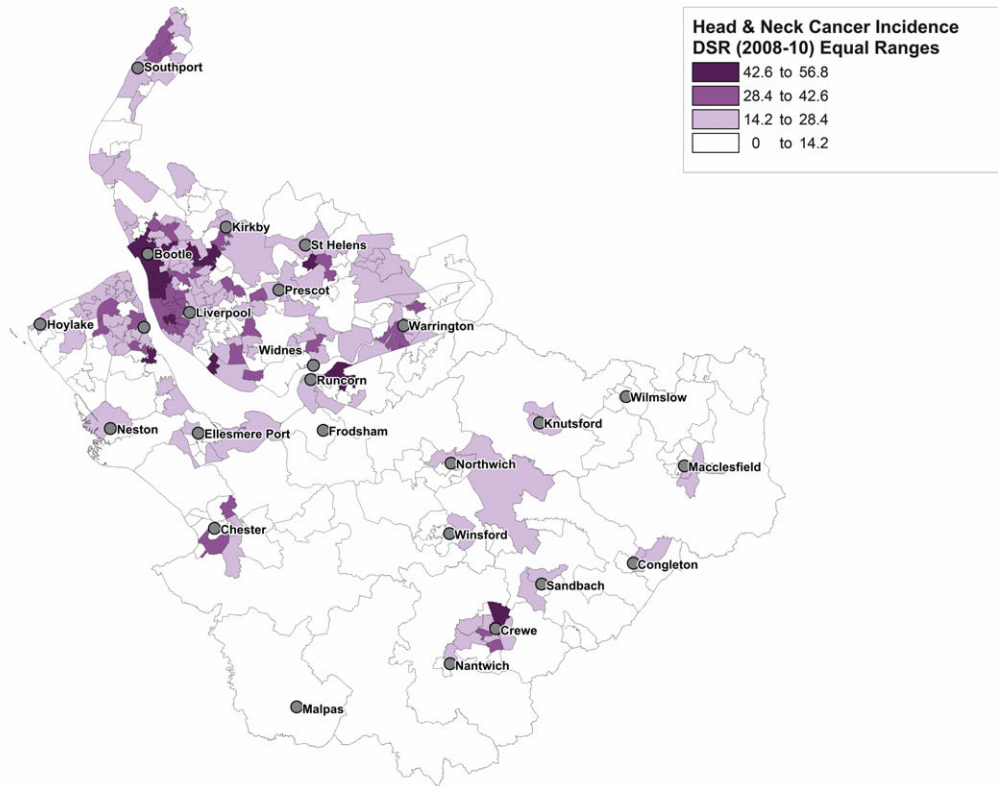 Head & Neck Cancer Incidence
DSR (2008-10) Equal Ranges
42.6 to 56.8
28.4 to 42.6
14.2 to 28.4
0 to 14.2
Southport
Kirkby
St Helens
Bootle
Prescot
Liverpool
Hoylake
Warrington
Widnes
Runcorn
Wilmslow
Knutsford
Neston
Ellesmere Port
Frodsham
Northwich
Macclesfield
Chester
Winsford
Congleton
Sandbach
Crewe
Nantwich
Malpas